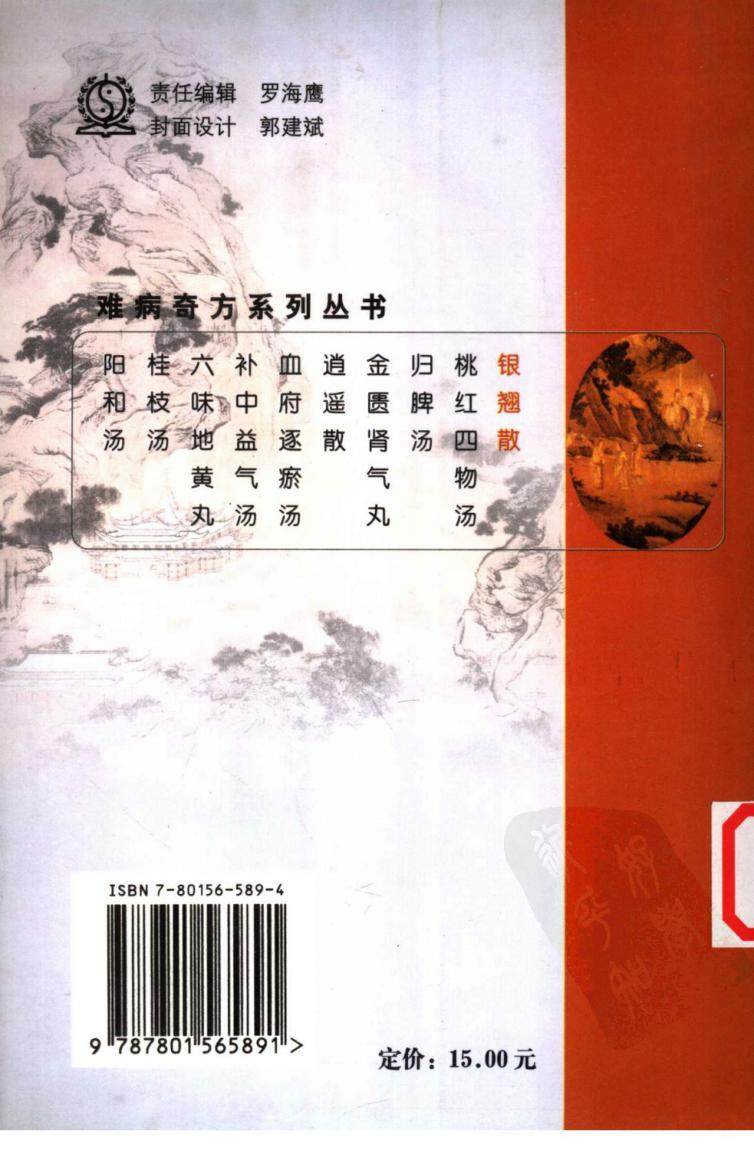 责任编辑 罗海鹰
封面设计 郭建斌
难病奇方系列丛书
银翘散
桃红四物汤
归脾汤
金匮肾气丸
逍遥散
血府逐瘀汤
补中益气汤
六味地黄丸
桂枝汤
阳和汤
ISBN 7-80156-589-4
9 787801 565891 >
定价：15.00 元